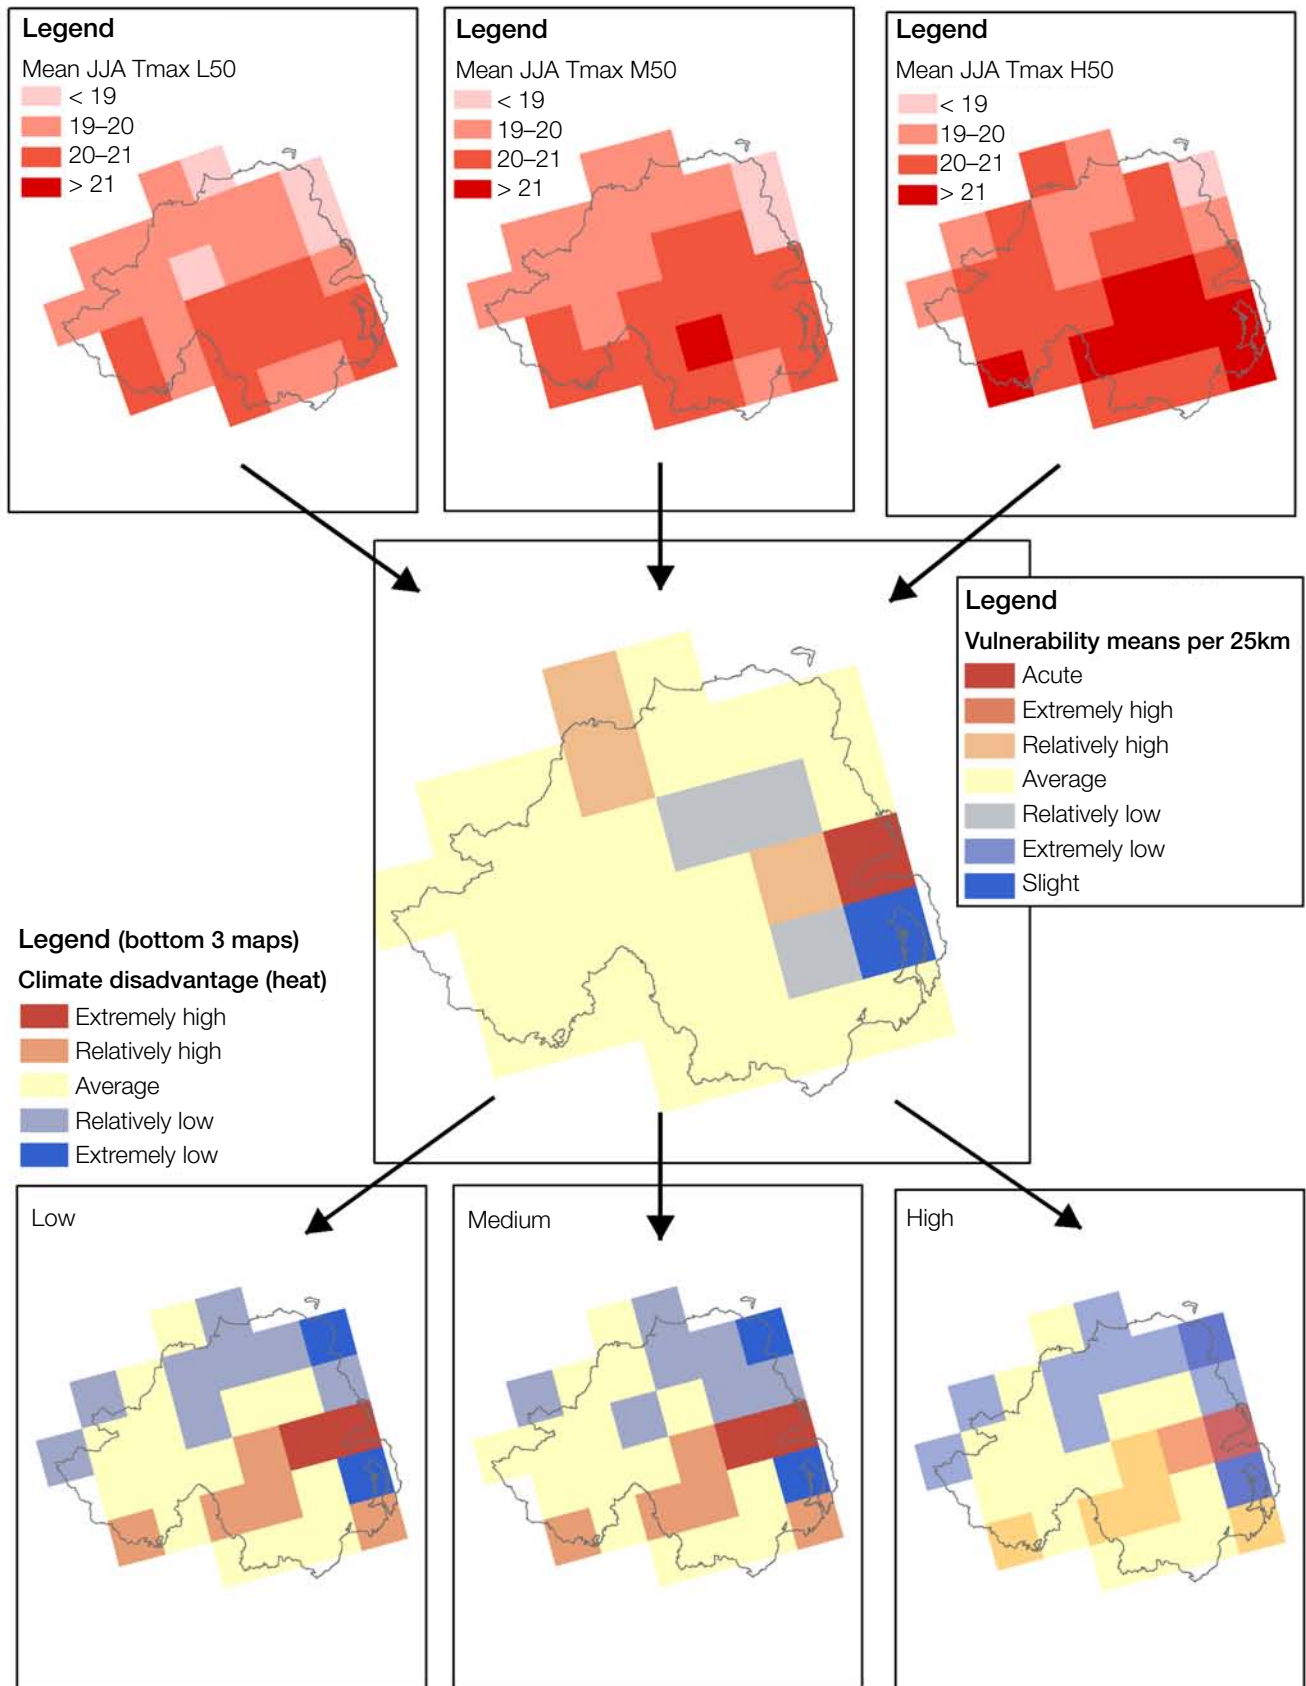 Legend
Mean JJA Tmax L50
< 19
19–20
20–21
> 21
Legend
Mean JJA Tmax M50
< 19
19–20
20–21
> 21
Legend
Mean JJA Tmax H50
< 19
19–20
20–21
> 21
Legend
Vulnerability means per 25km
Acute
Extremely high
Relatively high
Average
Relatively low
Extremely low
Slight
Legend (bottom 3 maps)
Climate disadvantage (heat)
Extremely high
Relatively high
Average
Relatively low
Extremely low
Low
Medium
High